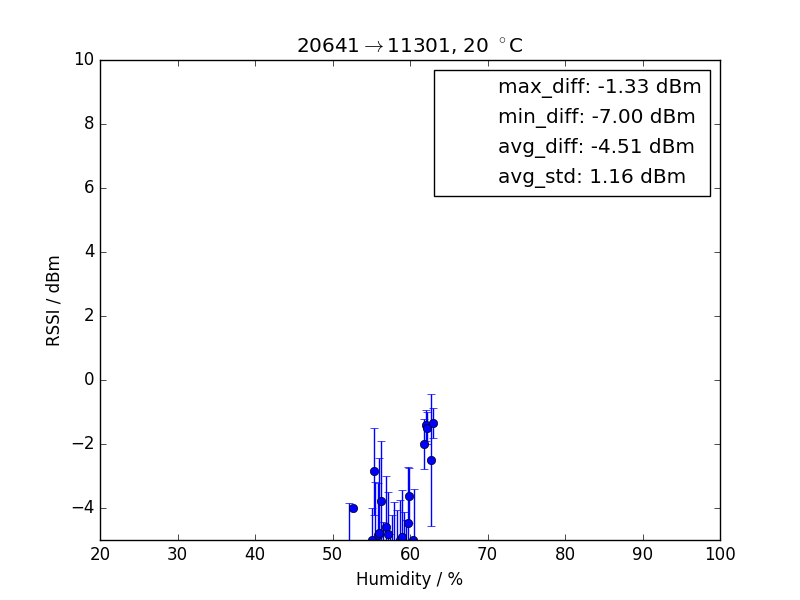 20641→11301, 20 °C
max_diff: -1.33 dBm
min_diff: -7.00 dBm
avg_diff: -4.51 dBm
avg_std: 1.16 dBm
10
8
6
4
2
0
−2
−4
RSSI / dBm
20 30 40 50 60 70 80 90 100
Humidity / %